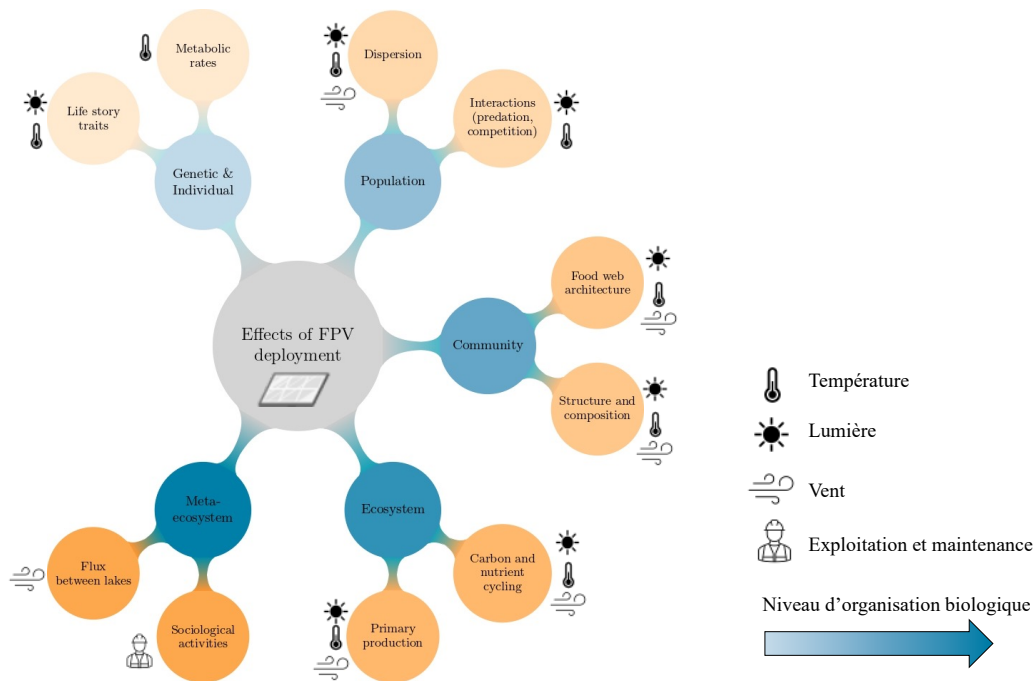 Metabolic
rates
Life story
traits
Genetic &
Individual
Dispersion
Interactions
(predation,
competition)
Population
Effects of FPV
deployment
Food web
architecture
Community
Structure and
composition
Meta-
ecosystem
Flux
between lakes
Sociological
activities
Ecosystem
Carbon and
nutrient
cycling
Primary
production
Température
Lumière
Vent
Exploitation et maintenance
Niveau d'organisation biologique